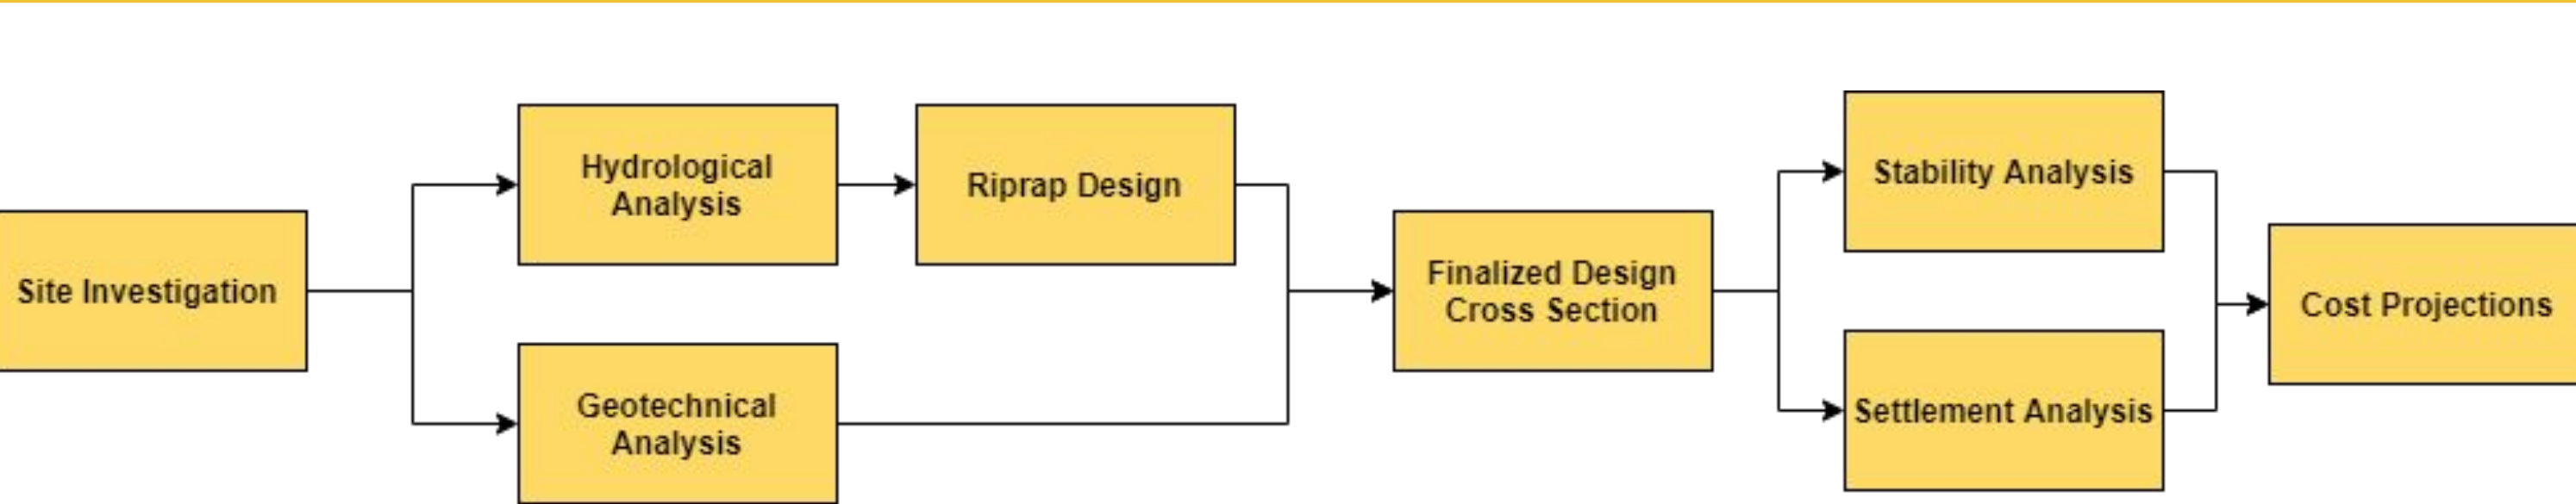 Site Investigation
Hydrological
Analysis
Riprap Design
Geotechnical
Analysis
Finalized Design
Cross Section
Stability Analysis
Settlement Analysis
Cost Projections